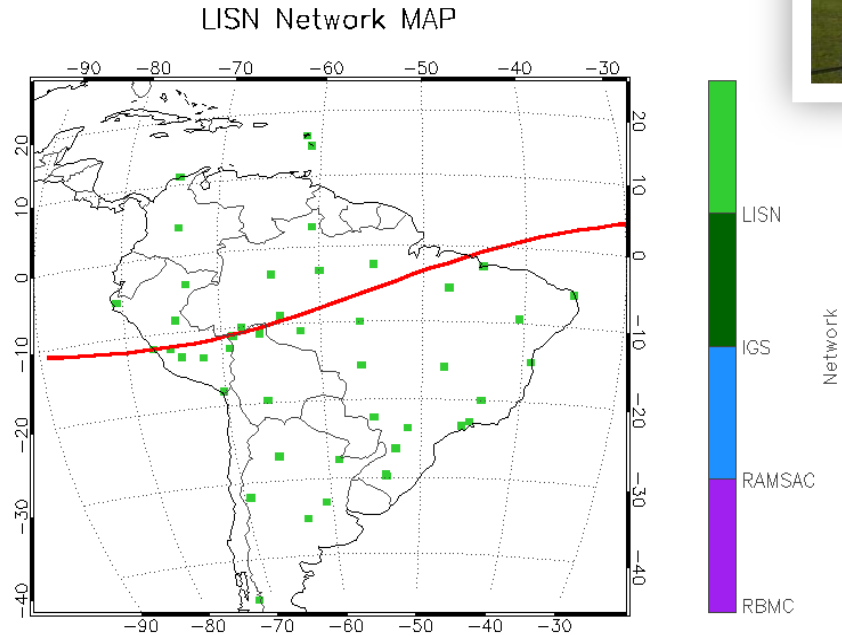 LISN Network MAP
-90 -80 -70 -60 -50 -40 -30
20 20
10 10
0 0
-10 -10
-20 -20
-30 -30
-40 -40
-90 -80 -70 -60 -50 -40 -30
LISN
IGS
RAMSAC
RBMC
Network